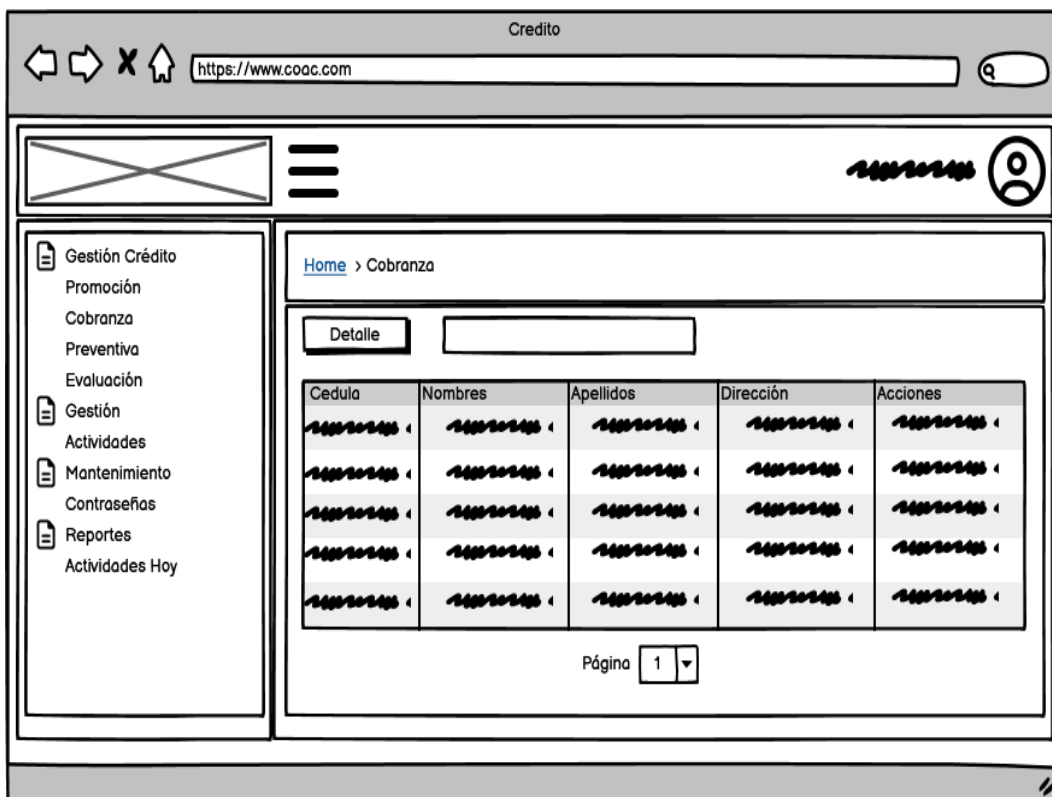 Credito
https://www.coac.com
Gestión Crédito
Promoción
Cobranza
Preventiva
Evaluación
Gestión
Actividades
Mantenimiento
Contraseñas
Reportes
Actividades Hoy
Home > Cobranza
Detalle
Cedula Nombres Apellidos Dirección Acciones
Página 1